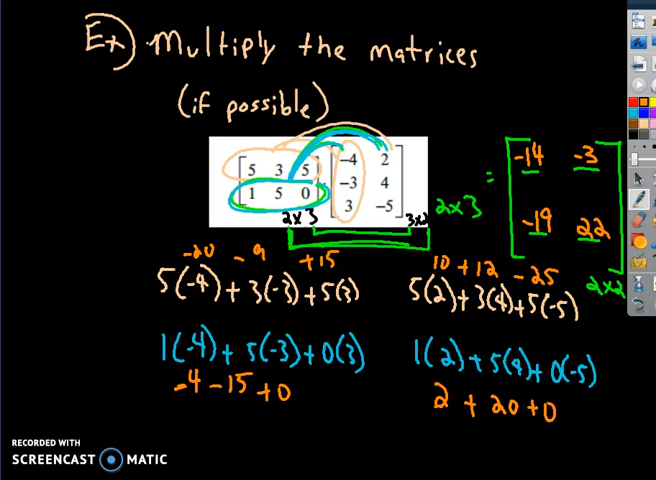 Ex) Multiply the matrices
(if possible)
5 3 5 -4 2 = -14 -3
1 5 0 -3 4
3 -5 -19 22
2x3 3x2 2x3 2x2
-20 -9 +15 10 + 12 - 25
5(-4) + 3(-3) + 5(3) 5(2) + 3(4) + 5(-5)
1(-4) + 5(-3) + 0(3) 1(2) + 5(4) + 0(-5)
-4 -15 +0 2 + 20 + 0
RECORDED WITH
SCREENCAST MATIC